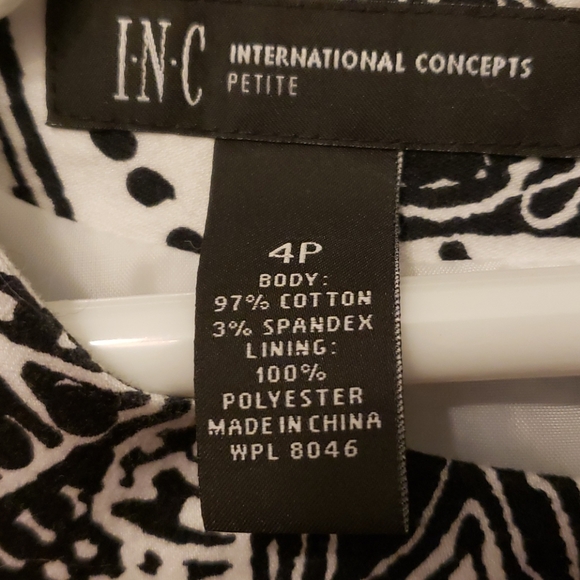 I·N·C INTERNATIONAL CONCEPTS
PETITE
4P
BODY:
97% COTTON
3% SPANDEX
LINING:
100%
POLYESTER
MADE IN CHINA
WPL 8046